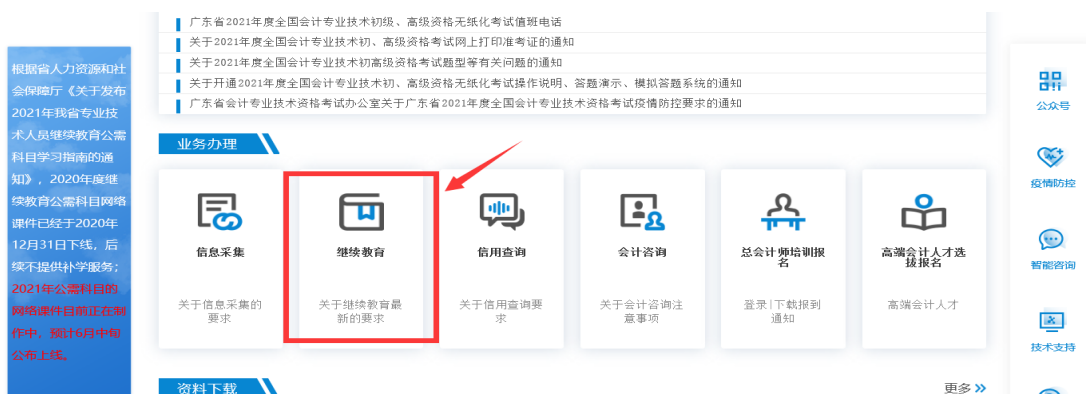 广东省2021年度全国会计专业技术初级、高级资格无纸化考试值班电话
关于2021年度全国会计专业技术初、高级资格考试网上打印准考证的通知
关于2021年度全国会计专业技术初高级资格考试题型等有关问题的通知
关于开通2021年度全国会计专业技术初、高级资格无纸化考试操作说明、答题演示、模拟答题系统的通知
广东省会计专业技术资格考试办公室关于广东省2021年度全国会计专业技术资格考试疫情防控要求的通知
根据省人力资源和社
会保障厅《关于发布
2021年我省专业技
术人员继续教育公需
科目学习指南的通
知》，2020年度继
续教育公需科目网络
课件已经于2020年
12月31日下线，后
续不提供补学服务；
2021年公需科目的
网络课件目前正在制
作中，预计6月中旬
公布上线。
业务办理
信息采集
关于信息采集的
要求
继续教育
关于继续教育最
新的要求
信用查询
关于信用查询要
求
会计咨询
关于会计咨询注
意事项
总会计师培训报
名
登录|下载报到
通知
高端会计人才选
拔报名
高端会计人才
资料下载
更多
公众号
疫情防控
智能咨询
技术支持